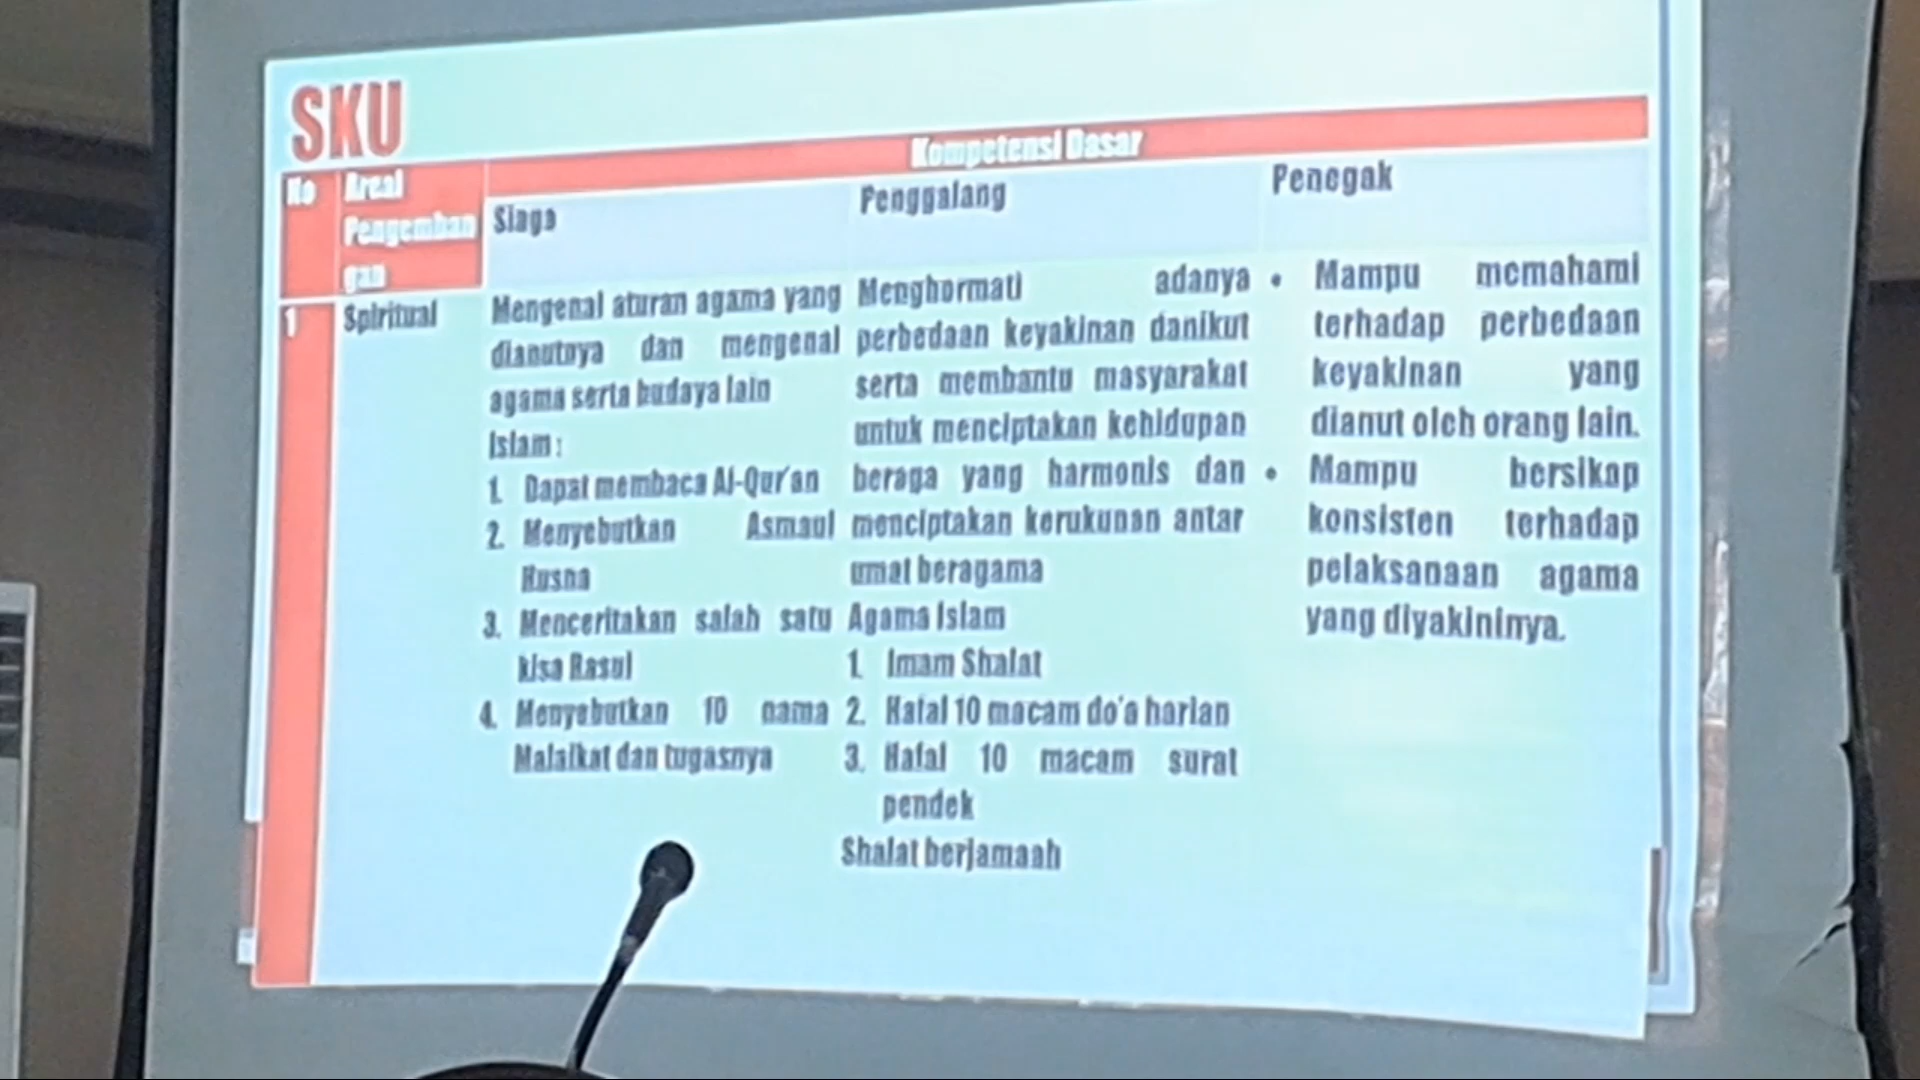 SKU
Kompetensi Dasar
No
Areal
Pengemban
gan
Siaga
Penggalang
Penegak
1
Spiritual
Mengenal aturan agama yang
dianutnya dan mengenal
agama serta budaya lain
Islam :
1. Dapat membaca Al-Qur'an
2. Menyebutkan Asmaul
Husna
3. Menceritakan salah satu
kisa Rasul
4. Menyebutkan 10 nama
Malaikat dan tugasnya
Menghormati adanya
perbedaan keyakinan danikut
serta membantu masyarakat
untuk menciptakan kehidupan
beraga yang harmonis dan
menciptakan kerukunan antar
umat beragama
Agama Islam
1. Imam Shalat
2. Hafal 10 macam do'a harian
3. Hafal 10 macam surat
pendek
Shalat berjamaah
• Mampu memahami
terhadap perbedaan
keyakinan yang
dianut oleh orang lain.
• Mampu bersikap
konsisten terhadap
pelaksanaan agama
yang diyakininya.